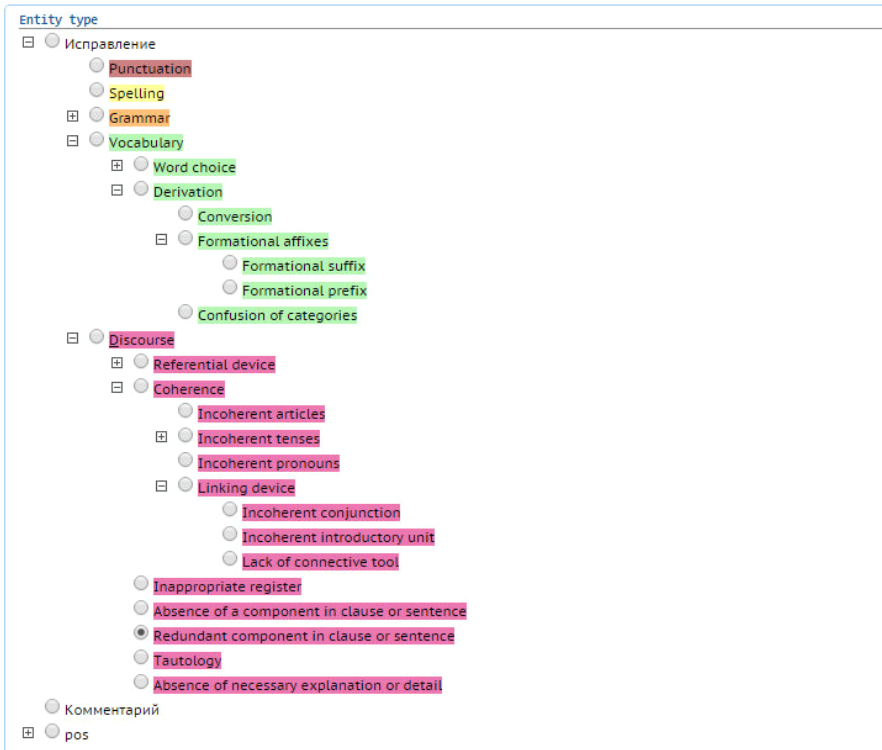 Entity type
Исправление
Punctuation
Spelling
Grammar
Vocabulary
Word choice
Derivation
Conversion
Formational affixes
Formational suffix
Formational prefix
Confusion of categories
Discourse
Referential device
Coherence
Incoherent articles
Incoherent tenses
Incoherent pronouns
Linking device
Incoherent conjunction
Incoherent introductory unit
Lack of connective tool
Inappropriate register
Absence of a component in clause or sentence
Redundant component in clause or sentence
Tautology
Absence of necessary explanation or detail
Комментарий
pos